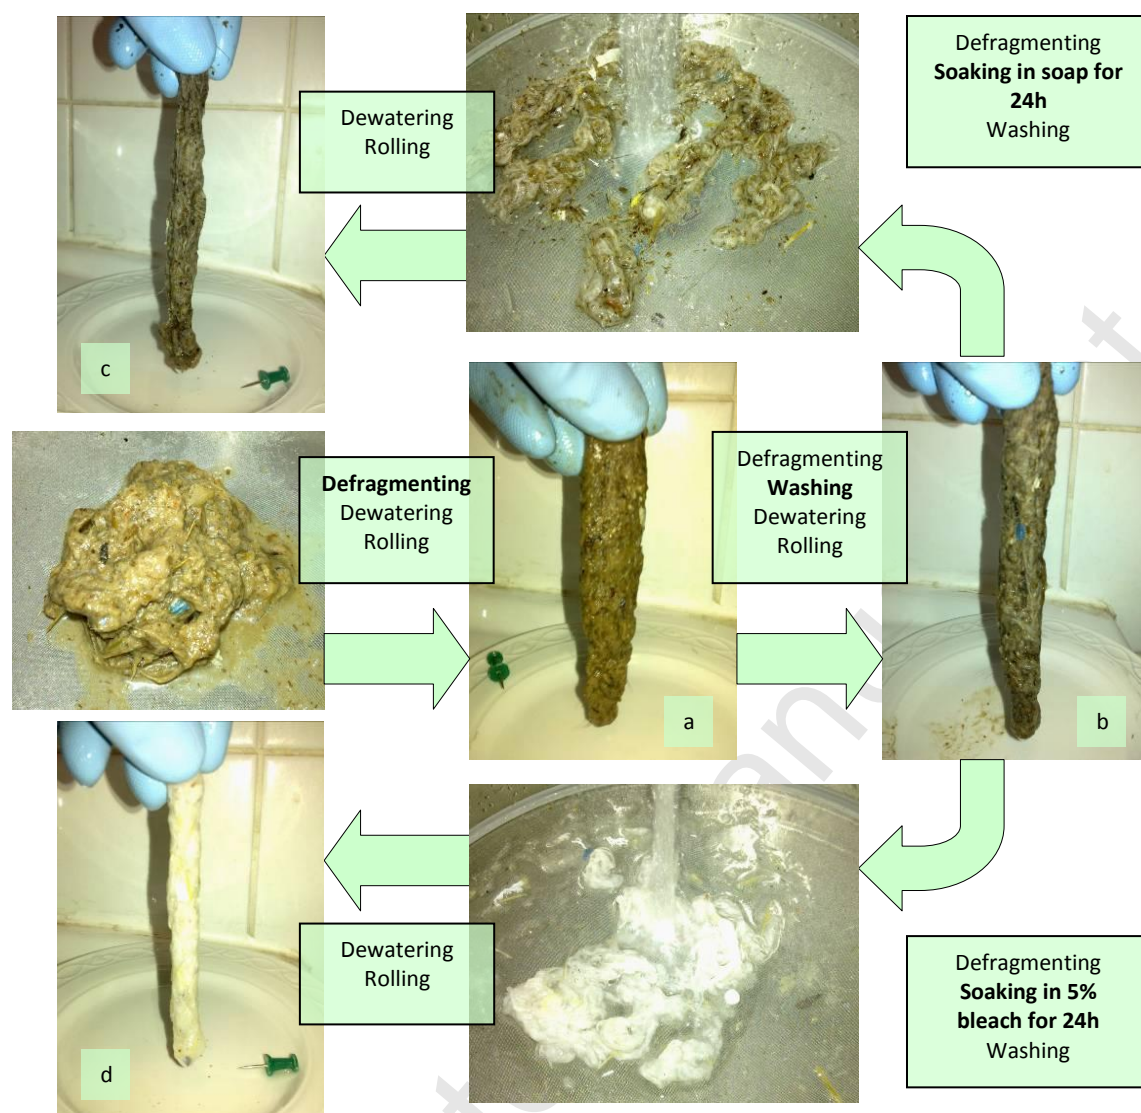 Defragmenting
Soaking in soap for
24h
Washing
Dewatering
Rolling
c
Defragmenting
Dewatering
Rolling
Defragmenting
Washing
Dewatering
Rolling
a
b
Dewatering
Rolling
d
Defragmenting
Soaking in 5%
bleach for 24h
Washing